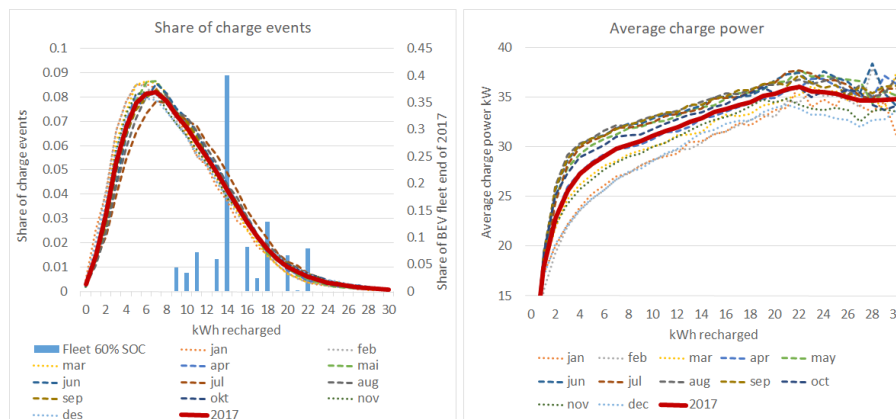 Share of charge events
0.1
0.09
0.08
0.07
0.06
0.05
0.04
0.03
0.02
0.01
0
Share of charge events
0.45
0.4
0.35
0.3
0.25
0.2
0.15
0.1
0.05
0
Share of BEV fleet end of 2017
0 2 4 6 8 10 12 14 16 18 20 22 24 26 28 30
kWh recharged
Fleet 60% SOC jan feb
mar apr mai
jun jul aug
sep okt nov
des 2017
Average charge power
40
35
30
25
20
15
Average charge power kW
0 2 4 6 8 10 12 14 16 18 20 22 24 26 28
kWh recharged
jan feb mar apr may
jun jul aug sep oct
nov dec 2017